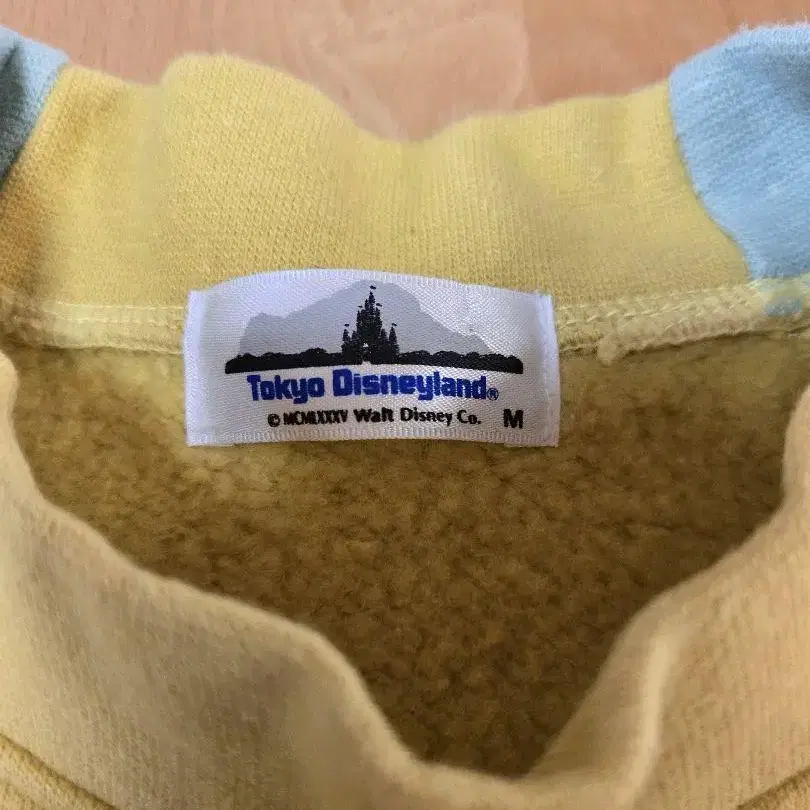 Tokyo Disneyland®
© MCMLXXXV Walt Disney Co. M